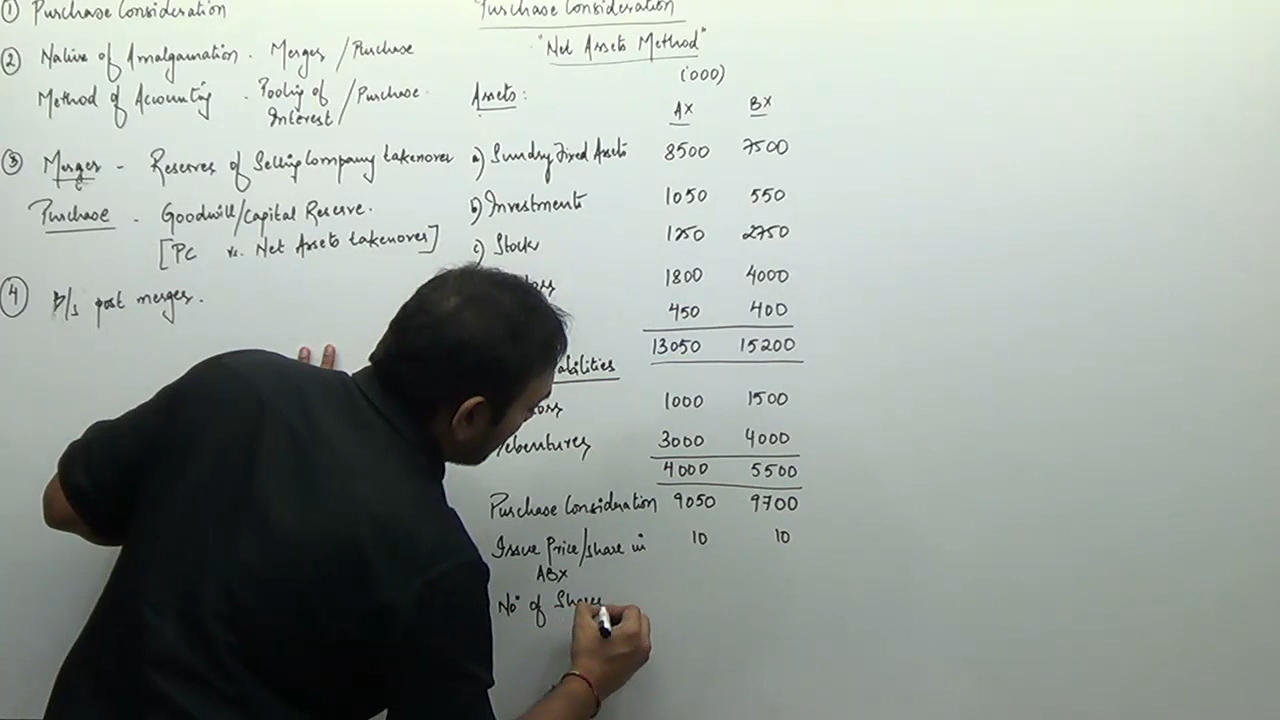 ① Purchase Consideration
② Nature of Amalgamation. Merger / Purchase
Method of Accounting . Pooling of Interest / Purchase.
③ Merger - Reserves of Selling Company takenover
Purchase . Goodwill/Capital Reserve.
[PC vs. Net Assets takenover]
④ B/s post merger.
Purchase Consideration
"Net Assets Method"
('000)
Assets: AX BX
a) Sundry Fixed Assets 8500 7500
b) Investments 1050 550
c) Stock 1250 2750
1800 4000
450 400
13050 15200
1000 1500
Debentures 3000 4000
4000 5500
Purchase Consideration 9050 9700
Issue Price/share in ABX 10 10
No of Shares